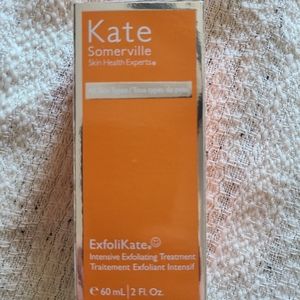 Kate
Somerville
Skin Health Experts®
All Skin Types / Tous types de peau
ExfoliKate®
Intensive Exfoliating Treatment
Traitement Exfoliant Intensif
℮ 60 mL | 2 Fl. Oz.